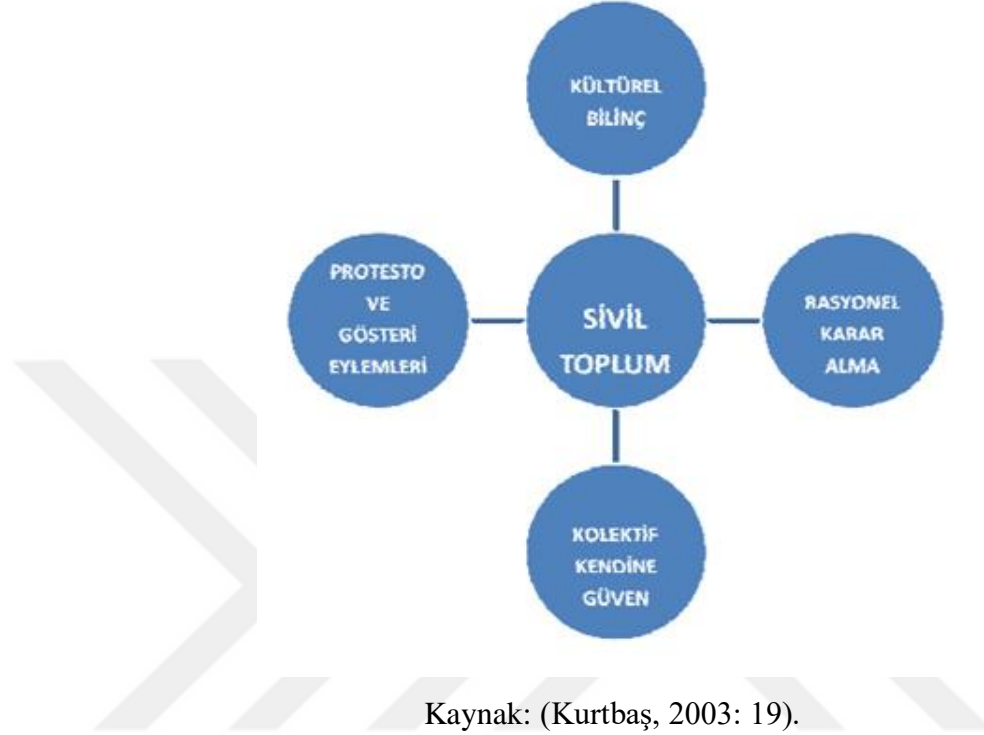 KÜLTÜREL
BİLİNÇ
PROTESTO
VE
GÖSTERİ
EYLEMLERİ
SİVİL
TOPLUM
RASYONEL
KARAR
ALMA
KOLEKTİF
KENDİNE
GÜVEN
Kaynak: (Kurtbaş, 2003: 19).